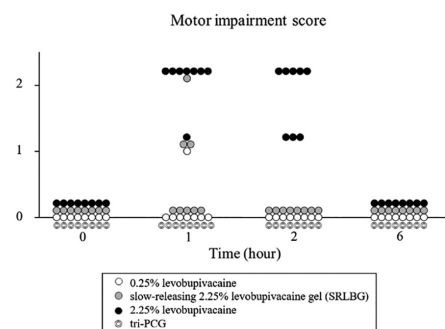 Motor impairment score
2
1
0
0 1 2 6
Time (hour)
0.25% levobupivacaine
slow-releasing 2.25% levobupivacaine gel (SRLBG)
2.25% levobupivacaine
tri-PCG